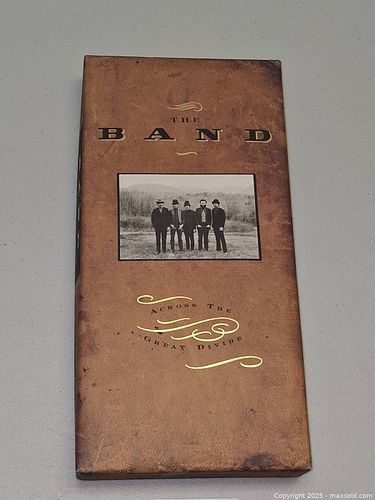 THE
BAND
ACROSS THE
GREAT DIVIDE
Copyright 2025 - maxsold.com